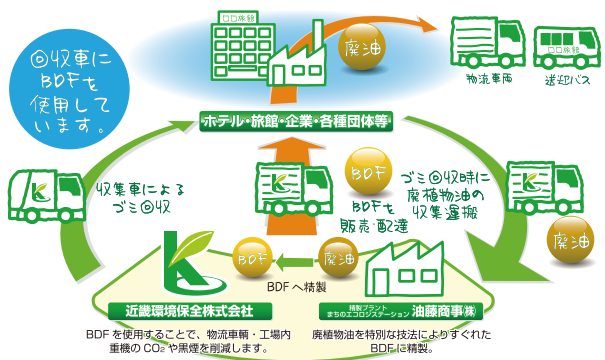 回収車に
BDFを
使用して
います。
ロロ旅館
廃油
物流車両
ロロ旅館
送迎バス
ホテル・旅館・企業・各種団体等
収集車による
ゴミ回収
BDF
BDFを
販売・配達
ゴミ回収時に
廃植物油の
収集運搬
廃油
BDF
廃油
BDFへ精製
近畿環境保全株式会社
BDFを使用することで、物流車輌・工場内
重機のCO₂や黒煙を削減します。
精製プラント
まちのエコロジステーション 油藤商事㈱
廃植物油を特別な技法によりすぐれた
BDFに精製。